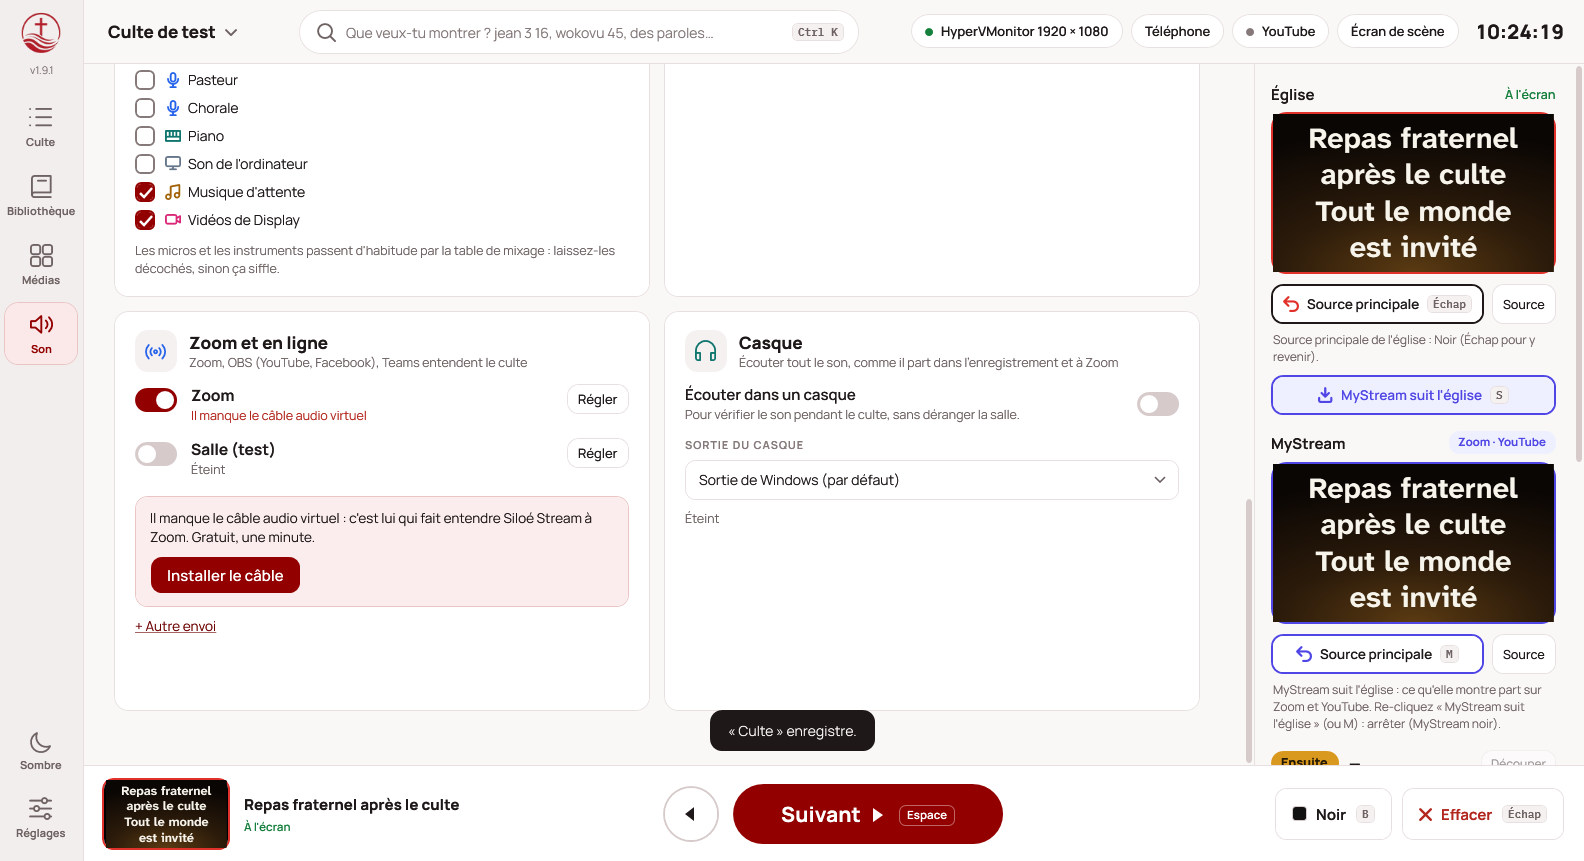 v1.9.1
Culte
Bibliothèque
Médias
Son
Sombre
Réglages
Culte de test
Que veux-tu montrer ? jean 3 16, wokovu 45, des paroles...
Ctrl K
HyperVMonitor 1920 × 1080
Téléphone
YouTube
Écran de scène
10:24:19
Pasteur
Chorale
Piano
Son de l'ordinateur
Musique d'attente
Vidéos de Display
Les micros et les instruments passent d'habitude par la table de mixage : laissez-les
décochés, sinon ça siffle.
Zoom et en ligne
Zoom, OBS (YouTube, Facebook), Teams entendent le culte
Zoom
Il manque le câble audio virtuel
Régler
Salle (test)
Éteint
Régler
Il manque le câble audio virtuel : c'est lui qui fait entendre Siloé Stream à
Zoom. Gratuit, une minute.
Installer le câble
+ Autre envoi
Casque
Écouter tout le son, comme il part dans l'enregistrement et à Zoom
Écouter dans un casque
Pour vérifier le son pendant le culte, sans déranger la salle.
SORTIE DU CASQUE
Sortie de Windows (par défaut)
Éteint
« Culte » enregistre.
Église
À l'écran
Repas fraternel
après le culte
Tout le monde
est invité
Source principale
Échap
Source
Source principale de l'église : Noir (Échap pour y
revenir).
MyStream suit l'église
S
MyStream
Zoom · YouTube
Repas fraternel
après le culte
Tout le monde
est invité
Source principale
M
Source
MyStream suit l'église : ce qu'elle montre part sur
Zoom et YouTube. Re-cliquez « MyStream suit
l'église » (ou M) : arrêter (MyStream noir).
Ensuite
Découper
Repas fraternel
après le culte
Tout le monde
est invité
Repas fraternel après le culte
À l'écran
Suivant
Espace
Noir
B
Effacer
Échap